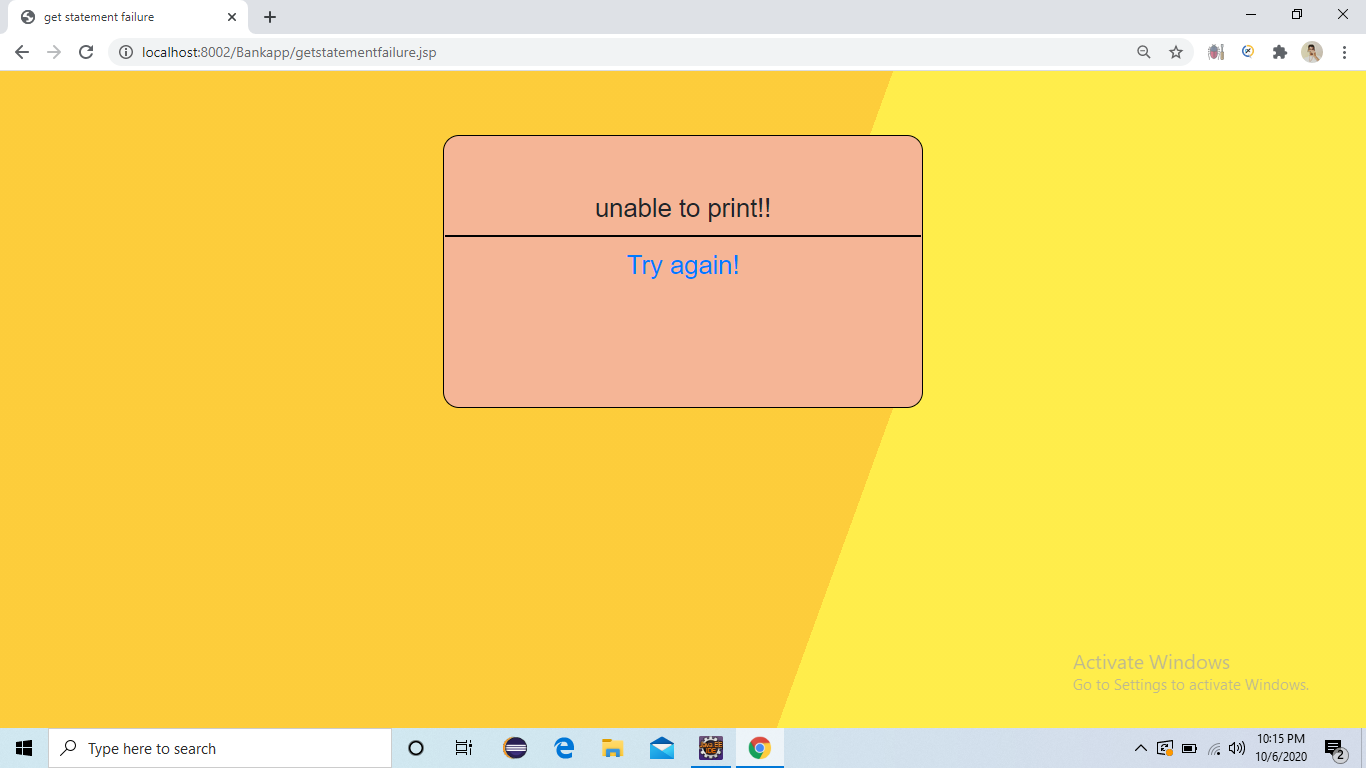 get statement failure
localhost:8002/Bankapp/getstatementfailure.jsp
unable to print!!
Try again!
Activate Windows
Go to Settings to activate Windows.
Type here to search
10:15 PM
10/6/2020
2